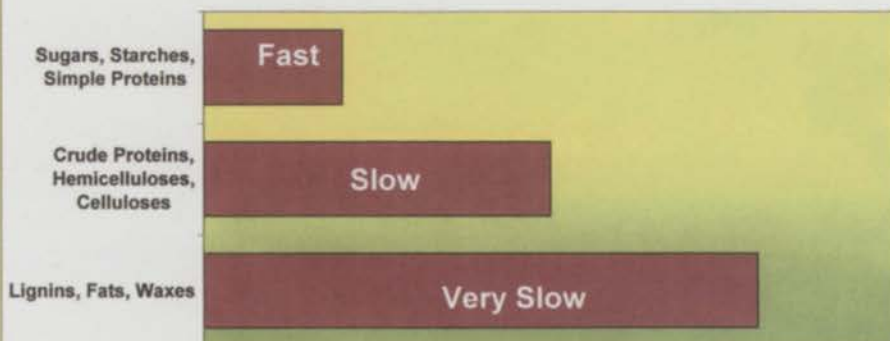 Sugars, Starches,
Simple Proteins
Fast
Crude Proteins,
Hemicelluloses,
Celluloses
Slow
Lignins, Fats, Waxes
Very Slow